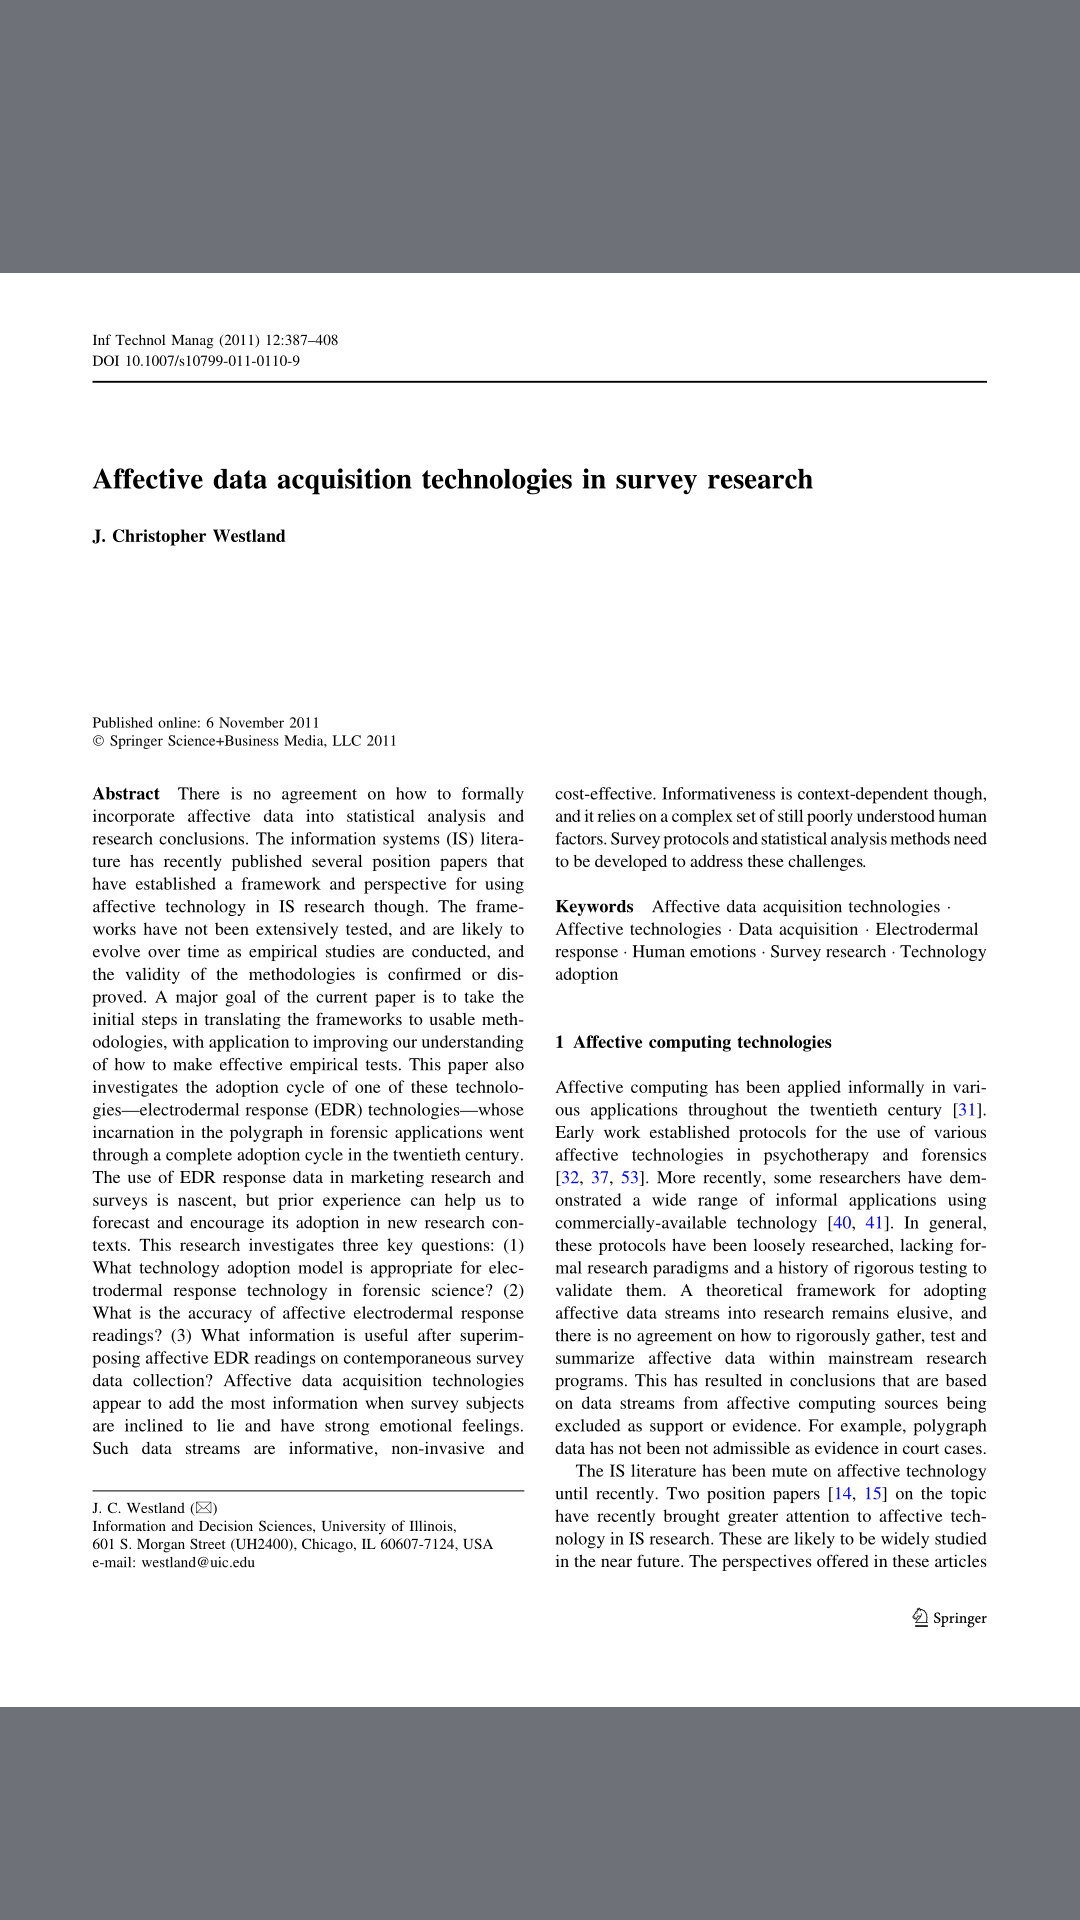 Inf Technol Manag (2011) 12:387–408
DOI 10.1007/s10799-011-0110-9
Affective data acquisition technologies in survey research
J. Christopher Westland
Published online: 6 November 2011
© Springer Science+Business Media, LLC 2011
Abstract There is no agreement on how to formally
incorporate affective data into statistical analysis and
research conclusions. The information systems (IS) litera-
ture has recently published several position papers that
have established a framework and perspective for using
affective technology in IS research though. The frame-
works have not been extensively tested, and are likely to
evolve over time as empirical studies are conducted, and
the validity of the methodologies is confirmed or dis-
proved. A major goal of the current paper is to take the
initial steps in translating the frameworks to usable meth-
odologies, with application to improving our understanding
of how to make effective empirical tests. This paper also
investigates the adoption cycle of one of these technolo-
gies—electrodermal response (EDR) technologies—whose
incarnation in the polygraph in forensic applications went
through a complete adoption cycle in the twentieth century.
The use of EDR response data in marketing research and
surveys is nascent, but prior experience can help us to
forecast and encourage its adoption in new research con-
texts. This research investigates three key questions: (1)
What technology adoption model is appropriate for elec-
trodermal response technology in forensic science? (2)
What is the accuracy of affective electrodermal response
readings? (3) What information is useful after superim-
posing affective EDR readings on contemporaneous survey
data collection? Affective data acquisition technologies
appear to add the most information when survey subjects
are inclined to lie and have strong emotional feelings.
Such data streams are informative, non-invasive and
cost-effective. Informativeness is context-dependent though,
and it relies on a complex set of still poorly understood human
factors. Survey protocols and statistical analysis methods need
to be developed to address these challenges.
Keywords Affective data acquisition technologies ·
Affective technologies · Data acquisition · Electrodermal
response · Human emotions · Survey research · Technology
adoption
1 Affective computing technologies
Affective computing has been applied informally in vari-
ous applications throughout the twentieth century [31].
Early work established protocols for the use of various
affective technologies in psychotherapy and forensics
[32, 37, 53]. More recently, some researchers have dem-
onstrated a wide range of informal applications using
commercially-available technology [40, 41]. In general,
these protocols have been loosely researched, lacking for-
mal research paradigms and a history of rigorous testing to
validate them. A theoretical framework for adopting
affective data streams into research remains elusive, and
there is no agreement on how to rigorously gather, test and
summarize affective data within mainstream research
programs. This has resulted in conclusions that are based
on data streams from affective computing sources being
excluded as support or evidence. For example, polygraph
data has not been not admissible as evidence in court cases.
The IS literature has been mute on affective technology
until recently. Two position papers [14, 15] on the topic
have recently brought greater attention to affective tech-
nology in IS research. These are likely to be widely studied
in the near future. The perspectives offered in these articles
J. C. Westland (✉)
Information and Decision Sciences, University of Illinois,
601 S. Morgan Street (UH2400), Chicago, IL 60607-7124, USA
e-mail: westland@uic.edu
Springer